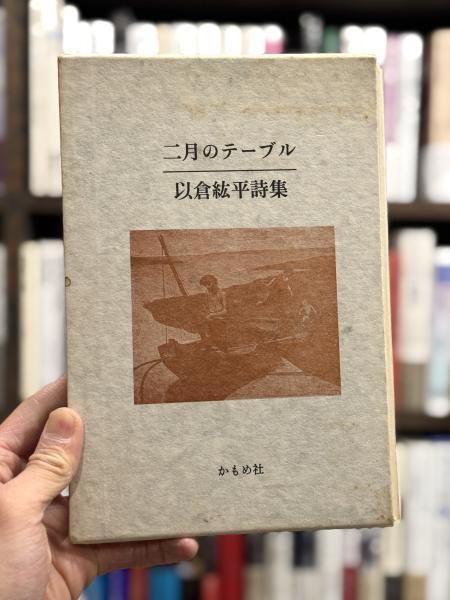 二月のテーブル
以倉紘平詩集
かもめ社